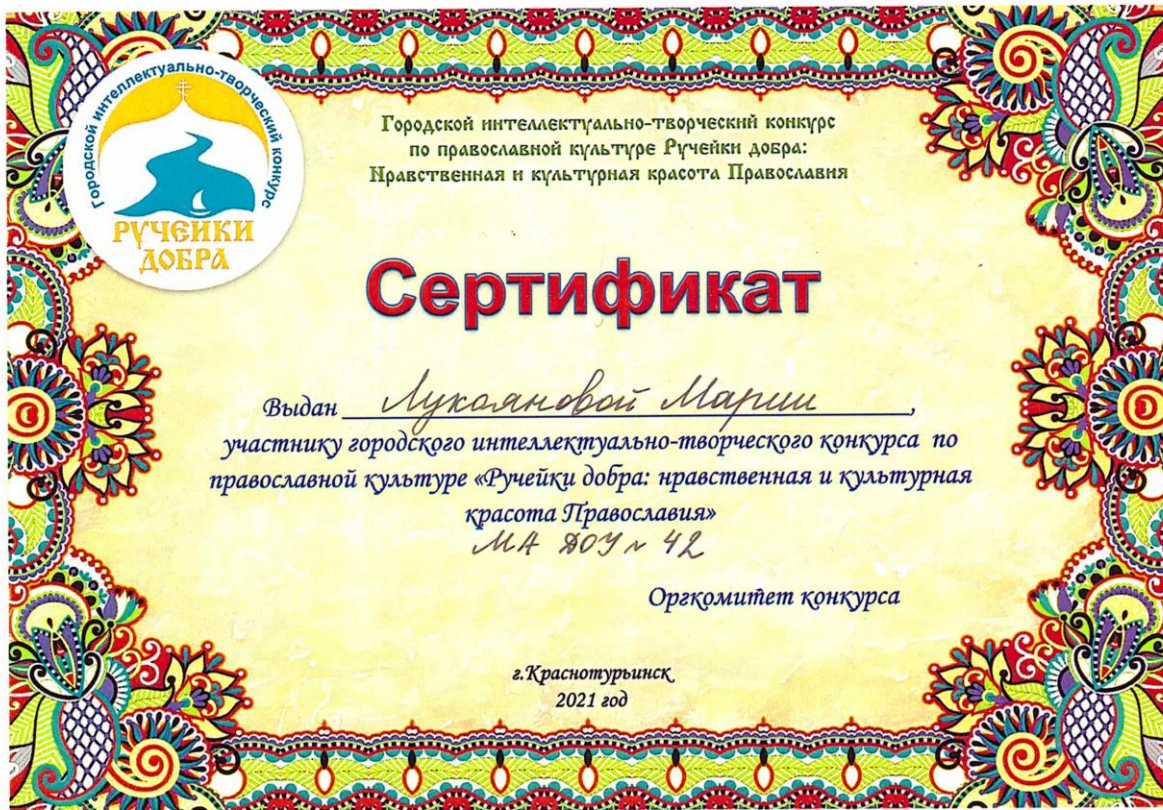 Городской интеллектуально-творческий конкурс
РУЧЕЙКИ
ДОБРА
Городской интеллектуально-творческий конкурс
по православной культуре Ручейки добра:
Нравственная и культурная красота Православия
Сертификат
Выдан Лукояновой Марии,
участнику городского интеллектуально-творческого конкурса по
православной культуре «Ручейки добра: нравственная и культурная
красота Православия»
МА ДОУ № 42
Оргкомитет конкурса
г.Краснотурьинск
2021 год